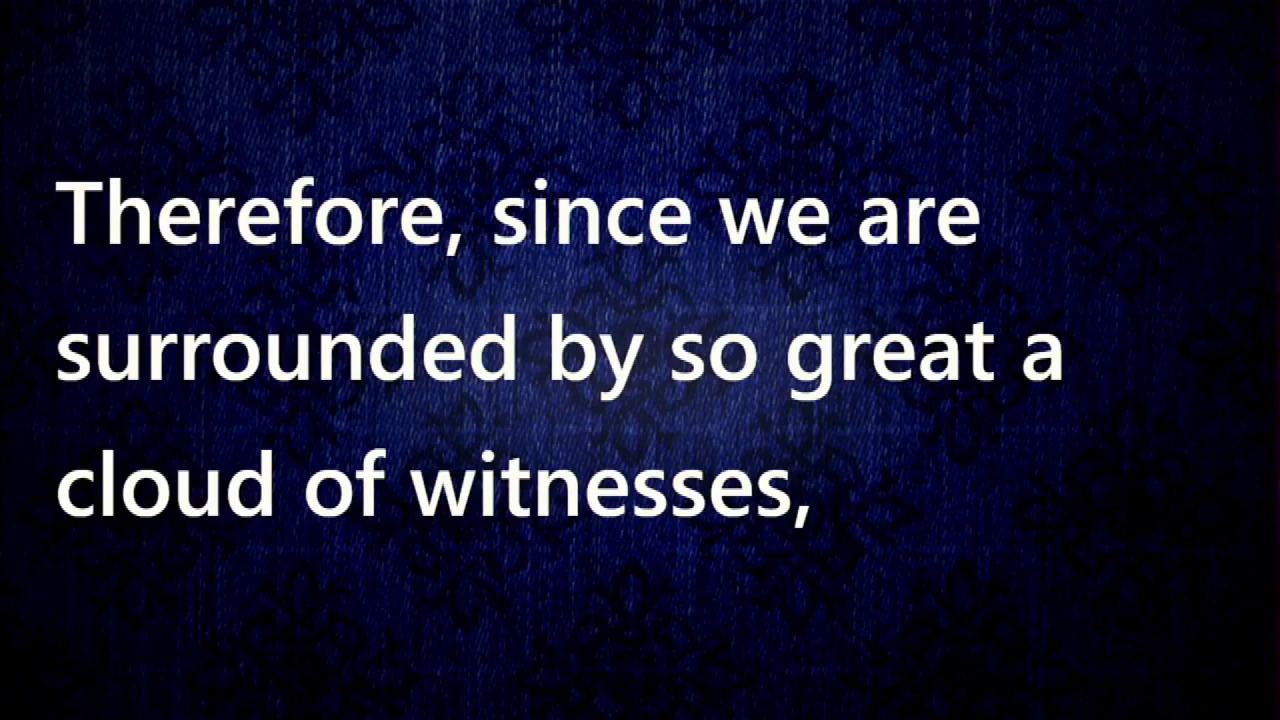 Therefore, since we are
surrounded by so great a
cloud of witnesses,